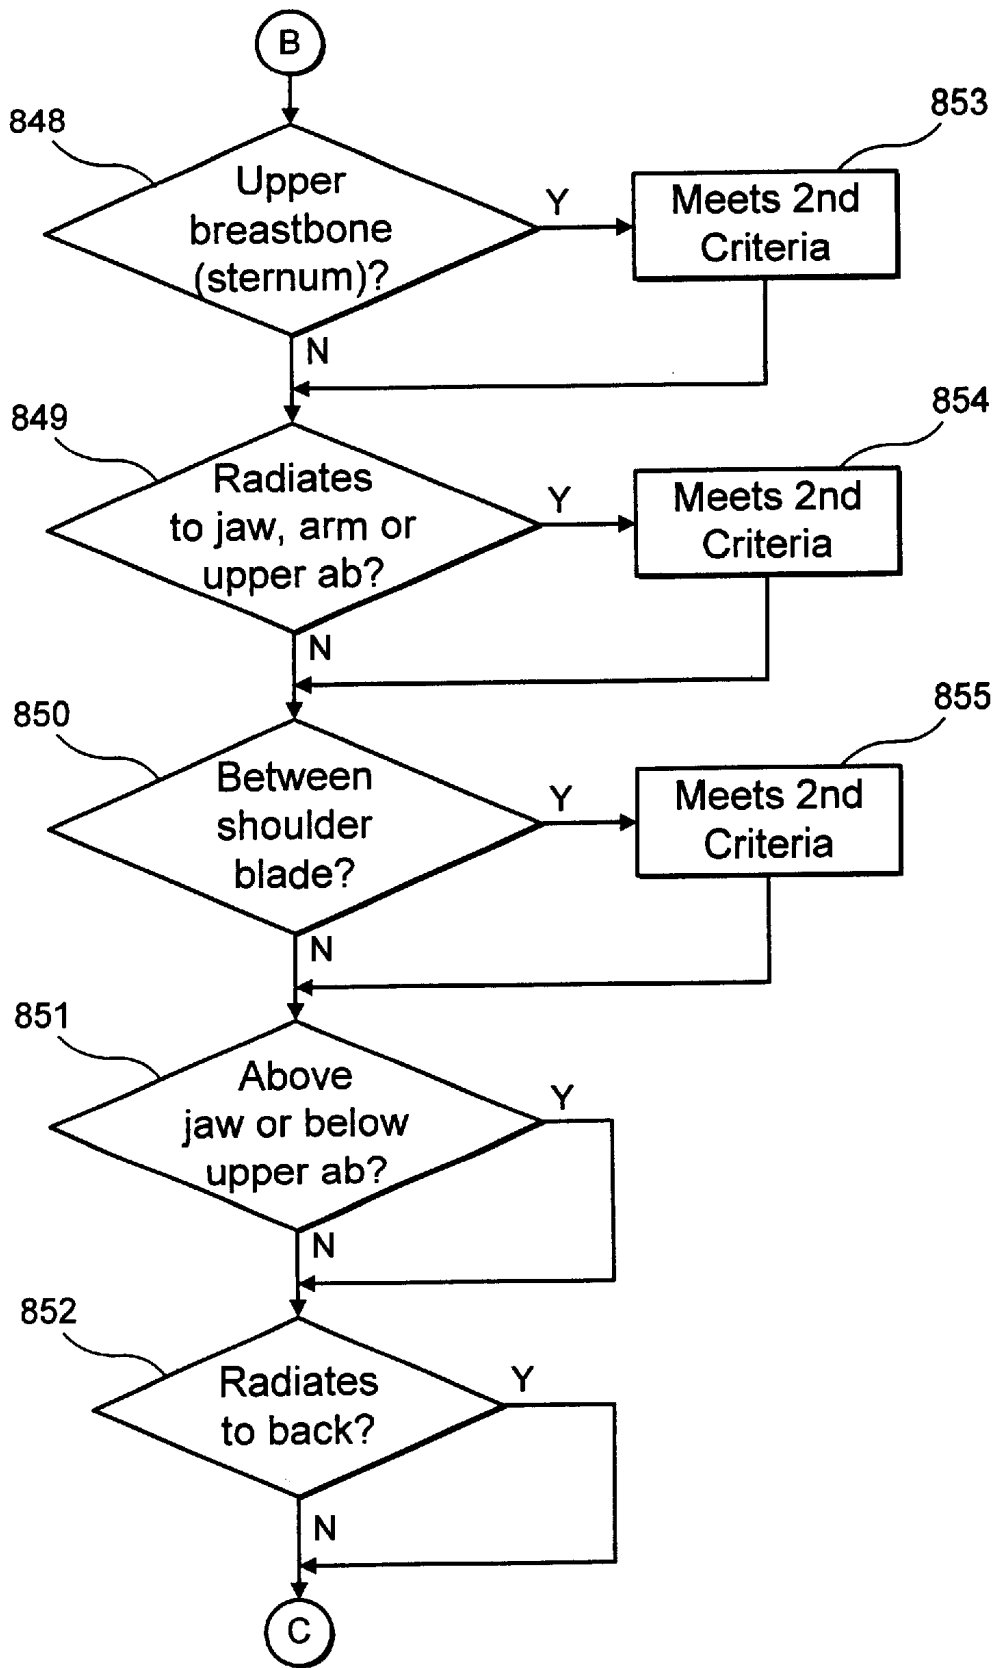 B
848
Upper
breastbone
(sternum)?
Y
853
Meets 2nd
Criteria
N
849
Radiates
to jaw, arm or
upper ab?
Y
854
Meets 2nd
Criteria
N
850
Between
shoulder
blade?
Y
855
Meets 2nd
Criteria
N
851
Above
jaw or below
upper ab?
Y
N
852
Radiates
to back?
Y
N
C